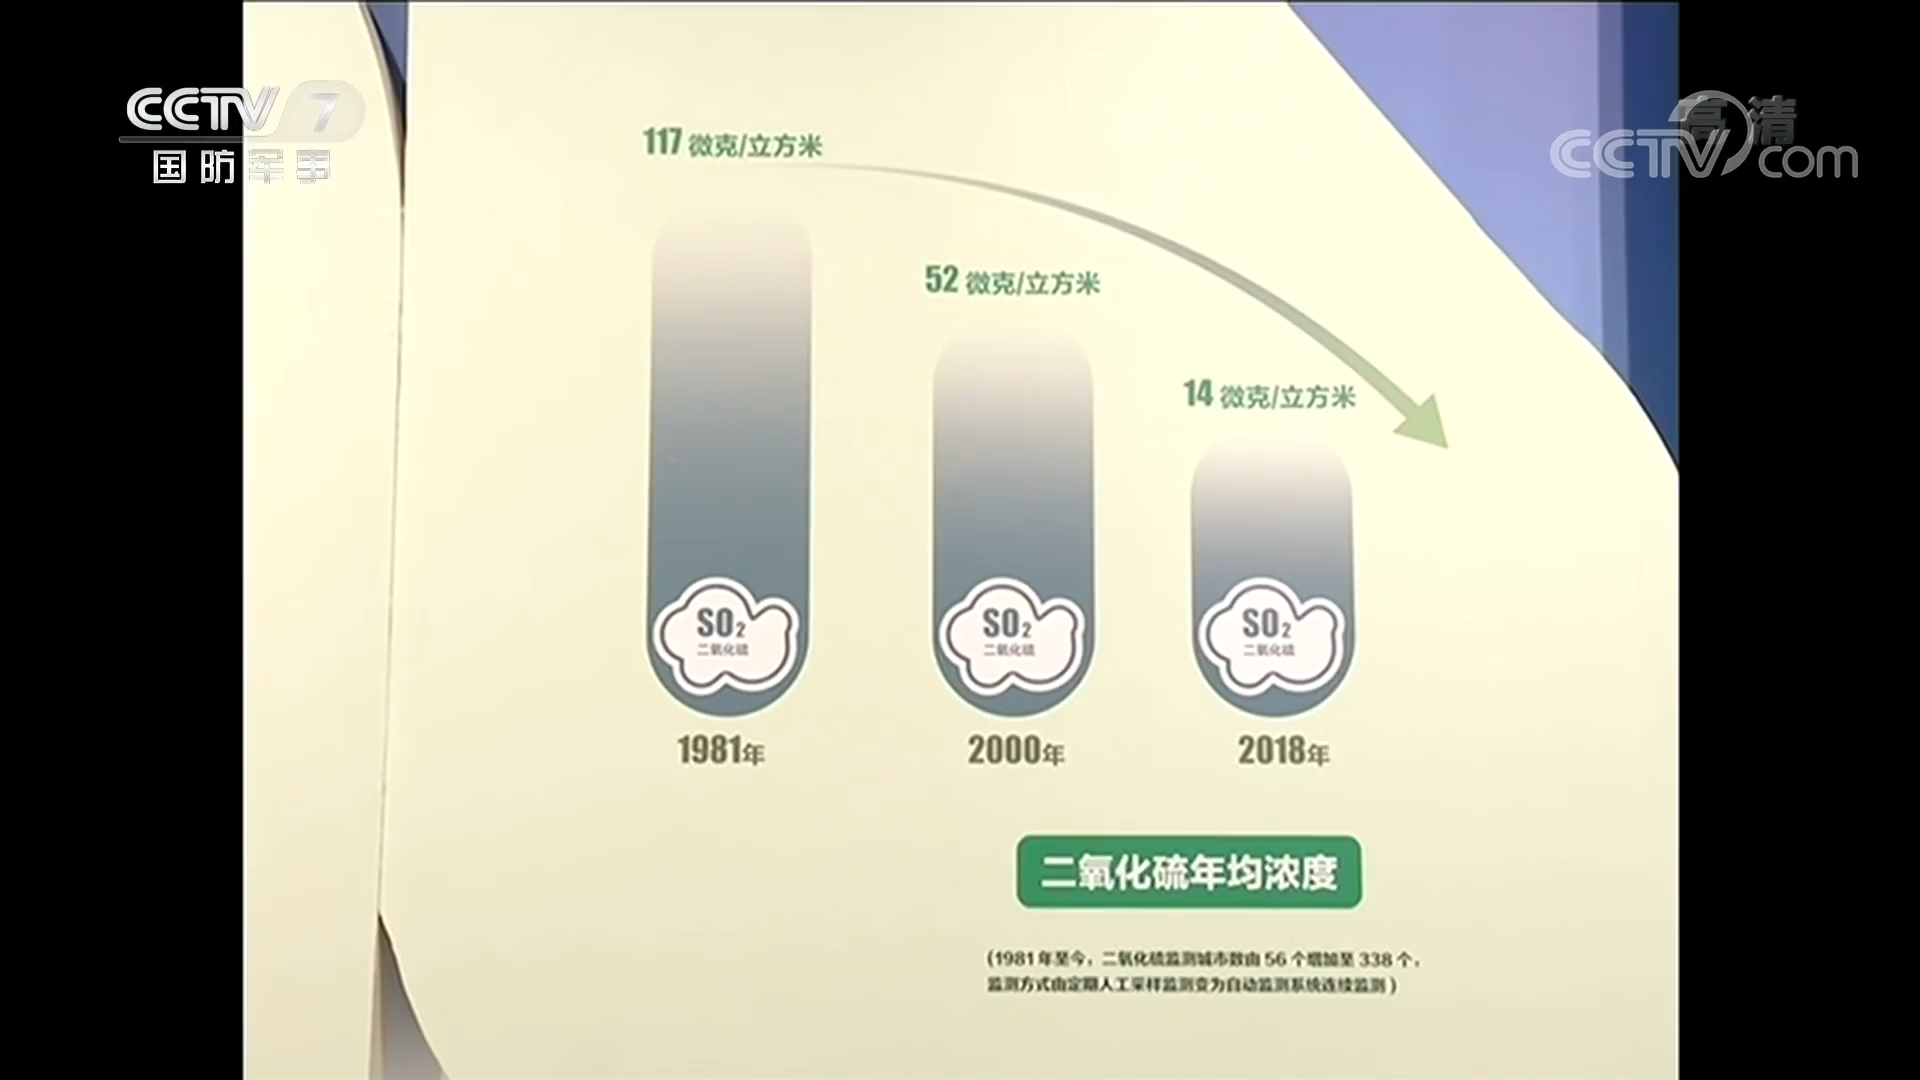 CCTV 7
国防军事
高清
CCTV.com
117 微克/立方米
52 微克/立方米
14 微克/立方米
SO₂
二氧化硫
SO₂
二氧化硫
SO₂
二氧化硫
1981年
2000年
2018年
二氧化硫年均浓度
(1981年至今，二氧化硫监测城市数由56个增加至338个，
监测方式由定期人工采样监测变为自动监测系统连续监测)